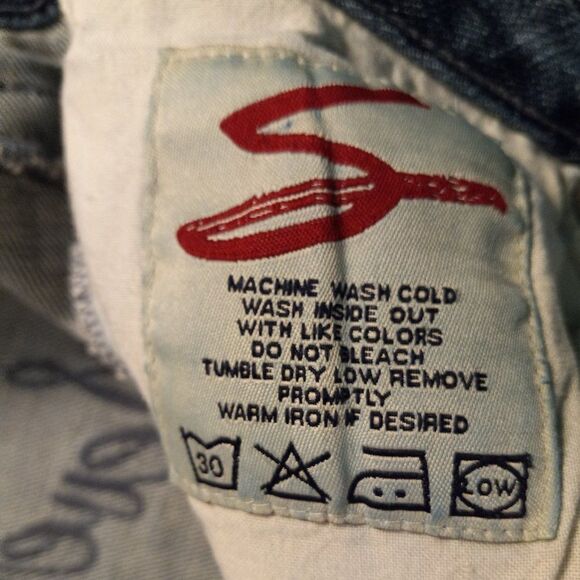 S
MACHINE WASH COLD
WASH INSIDE OUT
WITH LIKE COLORS
DO NOT BLEACH
TUMBLE DRY LOW REMOVE
PROMPTLY
WARM IRON IF DESIRED
30
LOW